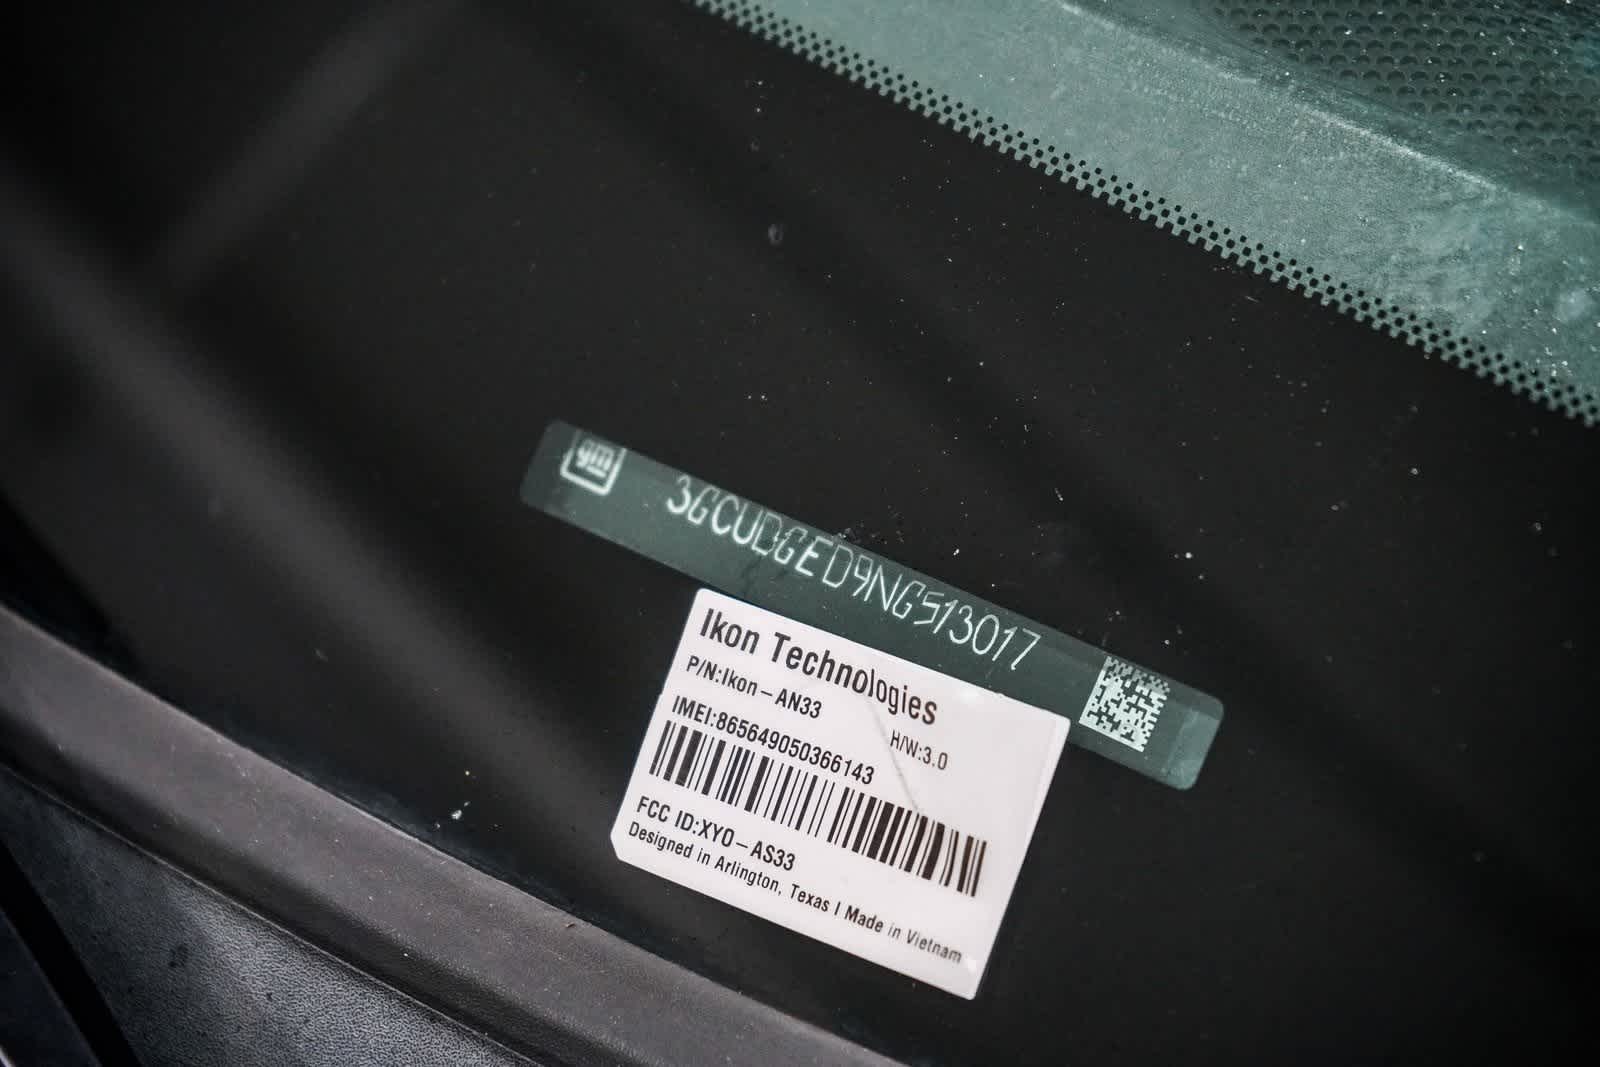 gm 3GCUDGED9NG513017
Ikon Technologies
P/N:Ikon-AN33 H/W:3.0
IMEI:865649050366143
FCC ID:XYO-AS33
Designed in Arlington, Texas | Made in Vietnam